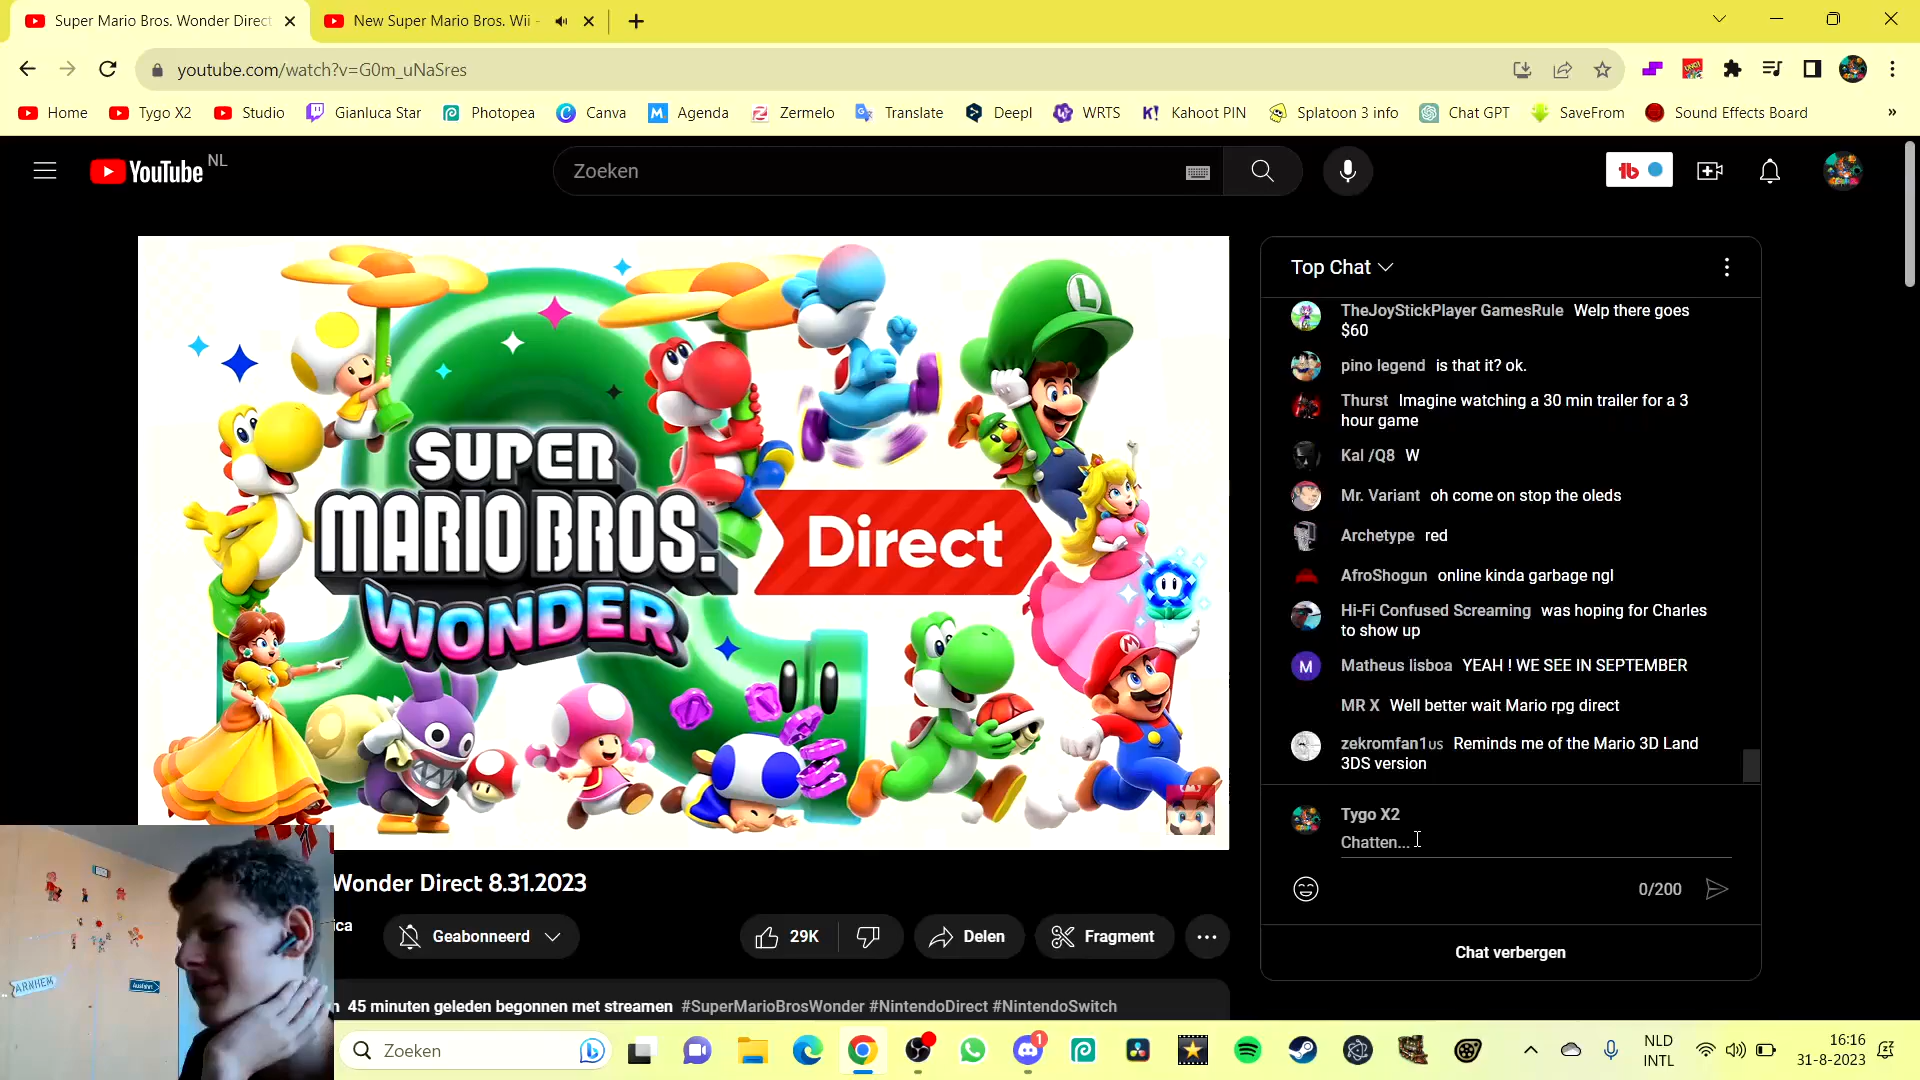 Super Mario Bros. Wonder Direct
New Super Mario Bros. Wii -
youtube.com/watch?v=G0m_uNaSres
Home
Tygo X2
Studio
Gianluca Star
Photopea
Canva
Agenda
Zermelo
Translate
Deepl
WRTS
Kahoot PIN
Splatoon 3 info
Chat GPT
SaveFrom
Sound Effects Board
YouTube NL
Zoeken
SUPER
MARIO BROS.
WONDER
Direct
Top Chat
TheJoyStickPlayer GamesRule Welp there goes
$60
pino legend is that it? ok.
Thurst Imagine watching a 30 min trailer for a 3
hour game
Kal /Q8 W
Mr. Variant oh come on stop the oleds
Archetype red
AfroShogun online kinda garbage ngl
Hi-Fi Confused Screaming was hoping for Charles
to show up
Matheus lisboa YEAH ! WE SEE IN SEPTEMBER
MR X Well better wait Mario rpg direct
zekromfan1us Reminds me of the Mario 3D Land
3DS version
Tygo X2
Chatten...
0/200
Chat verbergen
Wonder Direct 8.31.2023
ica
Geabonneerd
29K
Delen
Fragment
n 45 minuten geleden begonnen met streamen #SuperMarioBrosWonder #NintendoDirect #NintendoSwitch
ARNHEM
Ausfahrt
Zoeken
1
NLD
INTL
16:16
31-8-2023